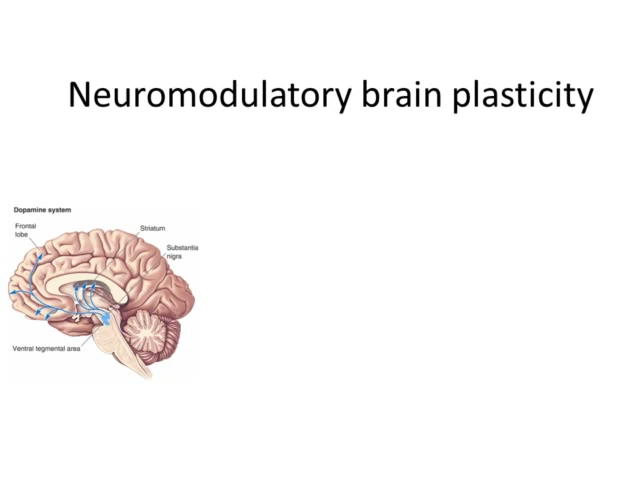 Neuromodulatory brain plasticity
Dopamine system
Frontal
lobe
Striatum
Substantia
nigra
Ventral tegmental area